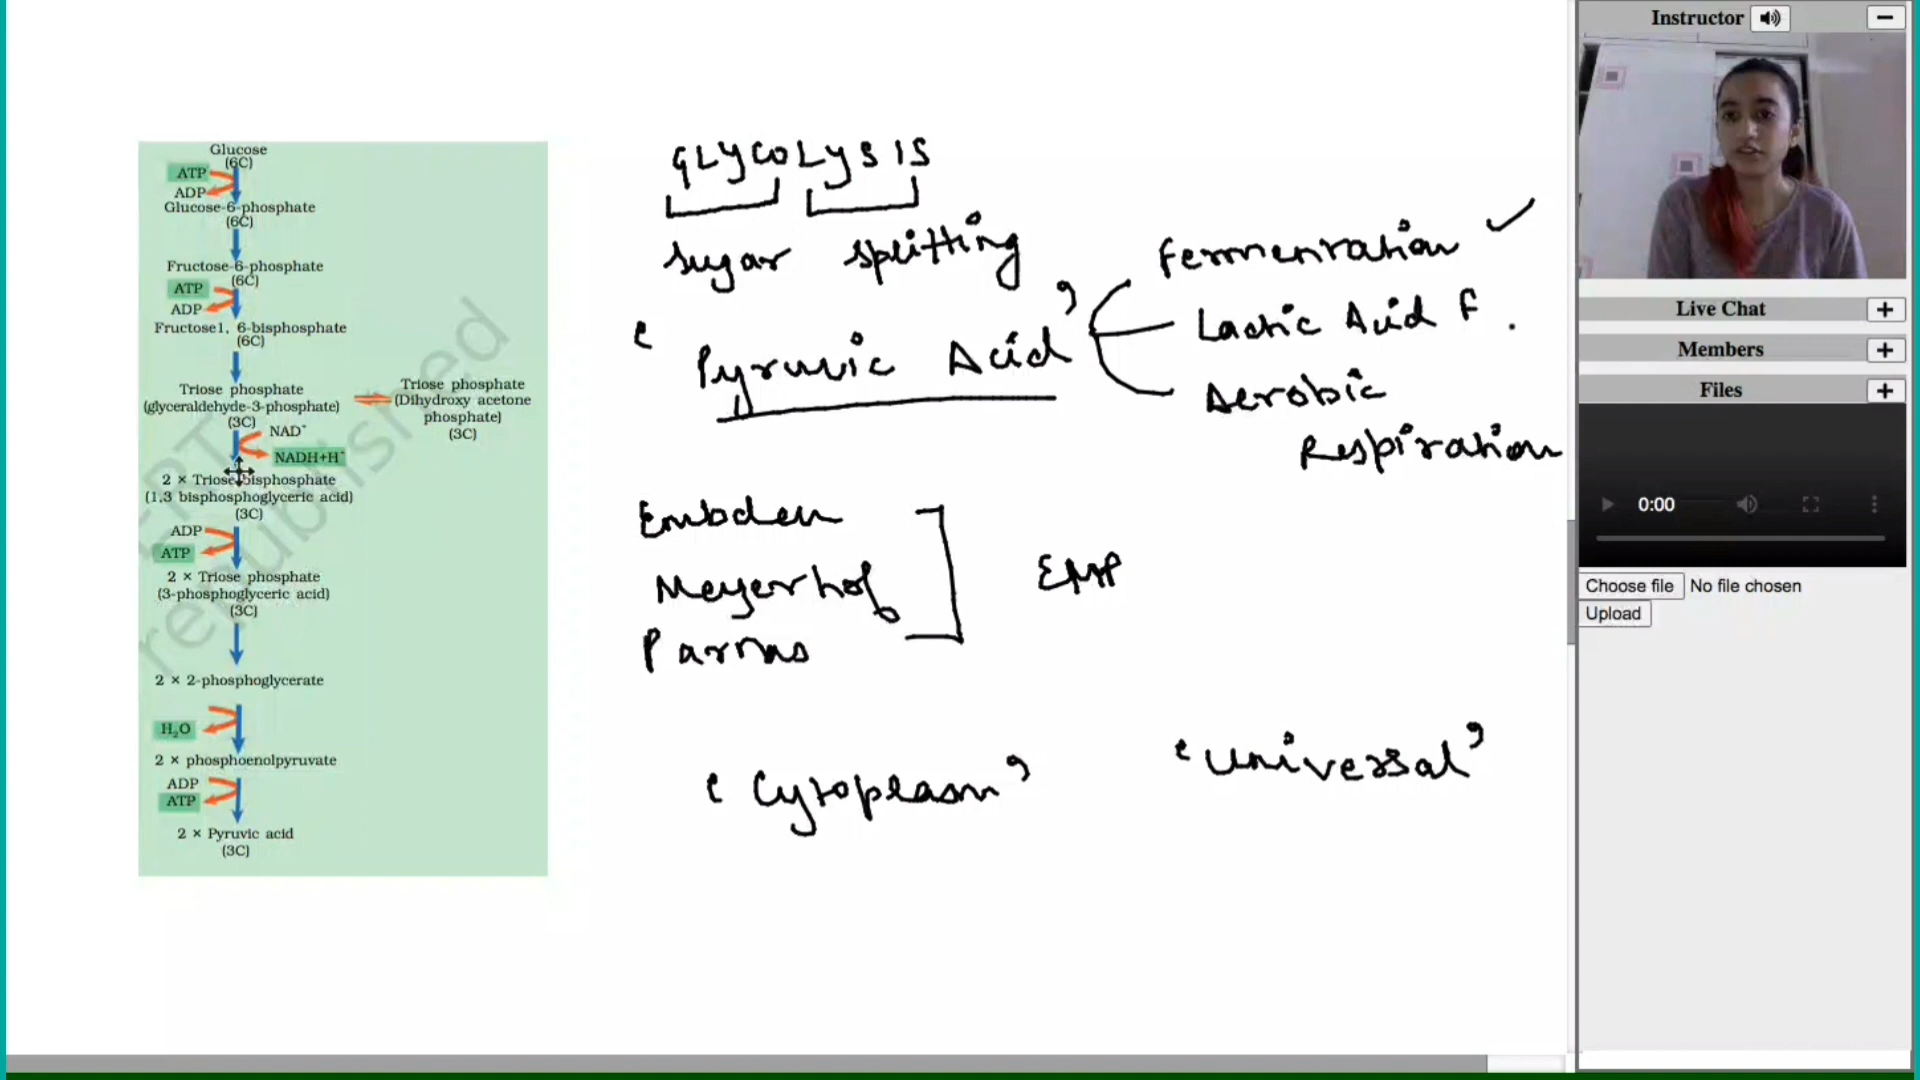 Glucose
(6C)
ATP
ADP
Glucose-6-phosphate
(6C)
Fructose-6-phosphate
(6C)
ATP
ADP
Fructose1, 6-bisphosphate
(6C)
Triose phosphate
(glyceraldehyde-3-phosphate)
(3C)
Triose phosphate
(Dihydroxy acetone
phosphate)
(3C)
NAD+
NADH+H+
2 × Triose bisphosphate
(1,3 bisphosphoglyceric acid)
(3C)
ADP
ATP
2 × Triose phosphate
(3-phosphoglyceric acid)
(3C)
2 × 2-phosphoglycerate
H2O
2 × phosphoenolpyruvate
ADP
ATP
2 × Pyruvic acid
(3C)
republished
GLYCOLYSIS
Sugar splitting
‘Pyruvic Acid’
Fermenration ✓
Lactic Acid F.
Aerobic
Respiration
Embden
Meyerhof
Parnas
EMP
‘Cytoplasm’
‘Universal’
Instructor
Live Chat
+
Members
+
Files
+
0:00
Choose file No file chosen
Upload